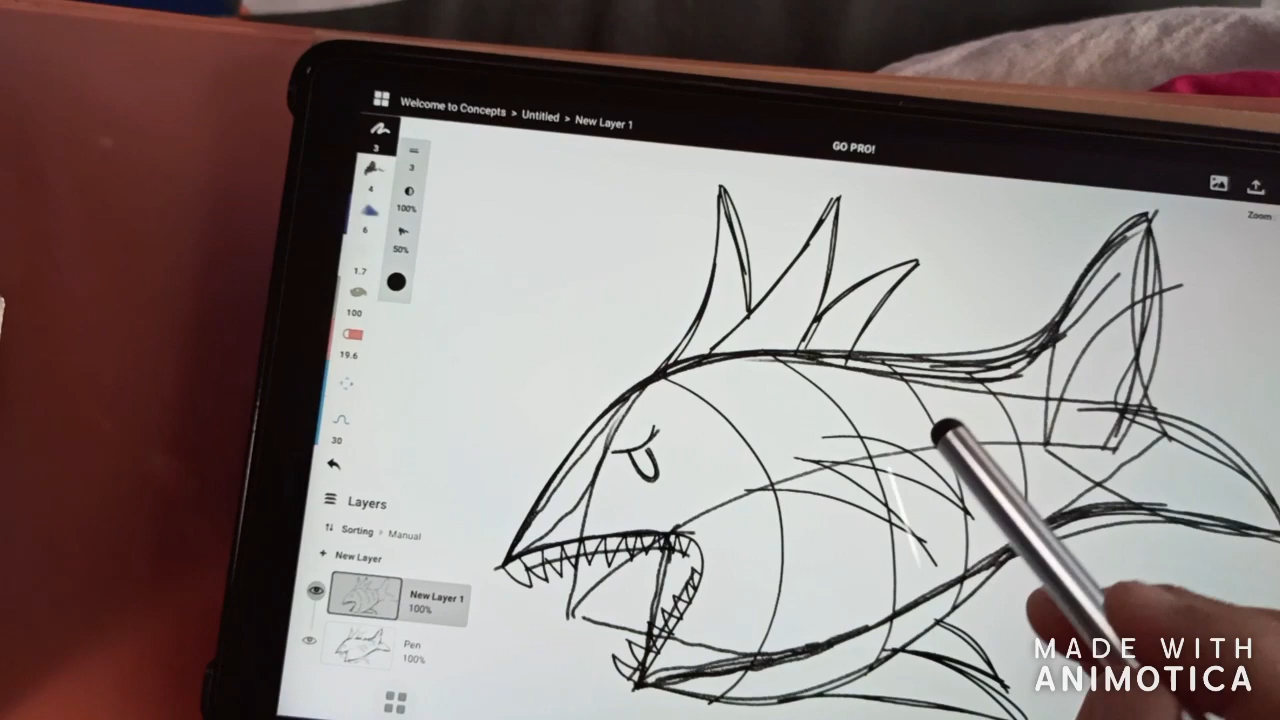 Welcome to Concepts > Untitled > New Layer 1
GO PRO!
Zoom
3
4
6
1.7
100
19.6
30
3
100%
50%
Layers
Sorting > Manual
+ New Layer
New Layer 1
100%
Pen
100%
MADE WITH
ANIMOTICA